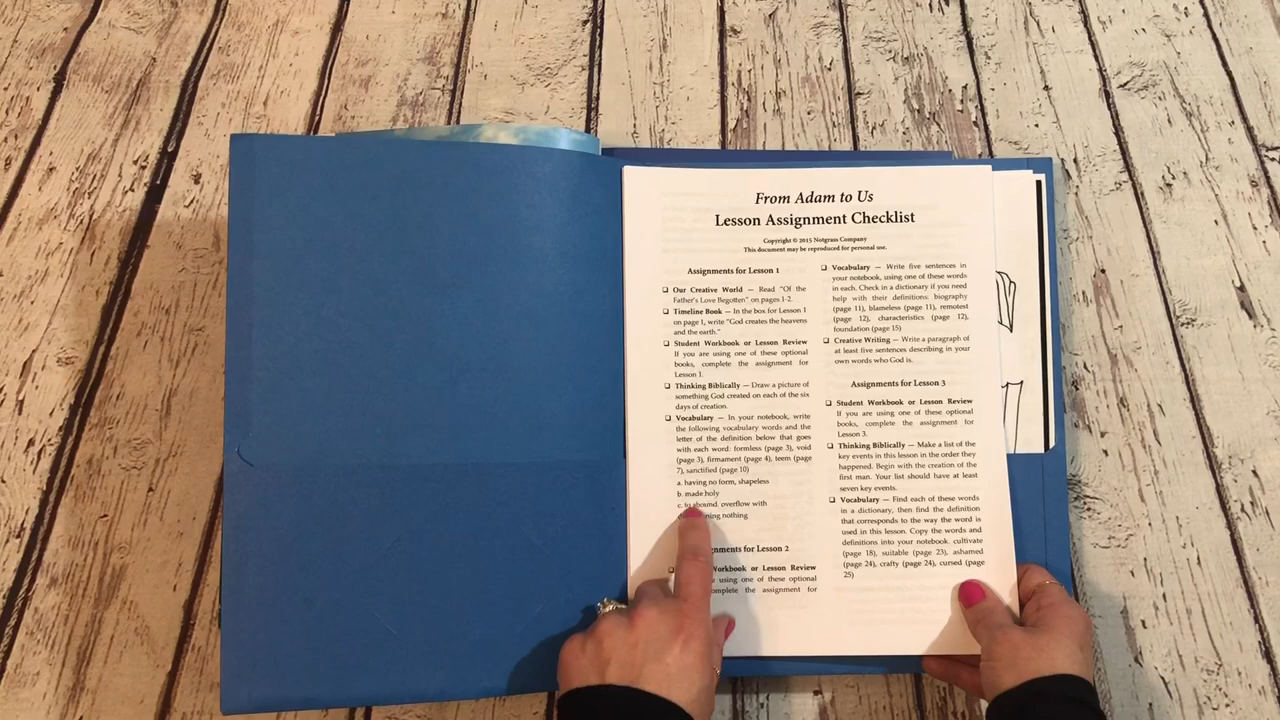 From Adam to Us
Lesson Assignment Checklist
Copyright © 2015 Notgrass Company
This document may be reproduced for personal use.
Assignments for Lesson 1
❑ Our Creative World — Read "Of the
Father's Love Begotten" on pages 1-2.
❑ Timeline Book — In the box for Lesson 1
on page 1, write "God creates the heavens
and the earth."
❑ Student Workbook or Lesson Review
If you are using one of these optional
books, complete the assignment for
Lesson 1.
❑ Thinking Biblically — Draw a picture of
something God created on each of the six
days of creation.
❑ Vocabulary — In your notebook, write
the following vocabulary words and the
letter of the definition below that goes
with each word: formless (page 3), void
(page 3), firmament (page 4), teem (page
7), sanctified (page 10)
a. having no form, shapeless
b. made holy
c. to abound, overflow with
nothing
for Lesson 2
❑ Workbook or Lesson Review
using one of these optional
complete the assignment for
❑ Vocabulary — Write five sentences in
your notebook, using one of these words
in each. Check in a dictionary if you need
help with their definitions: biography
(page 11), blameless (page 11), remotest
(page 12), characteristics (page 12),
foundation (page 15)
❑ Creative Writing — Write a paragraph of
at least five sentences describing in your
own words who God is.
Assignments for Lesson 3
❑ Student Workbook or Lesson Review
If you are using one of these optional
books, complete the assignment for
Lesson 3.
❑ Thinking Biblically — Make a list of the
key events in this lesson in the order they
happened. Begin with the creation of the
first man. Your list should have at least
seven key events.
❑ Vocabulary — Find each of these words
in a dictionary, then find the definition
that corresponds to the way the word is
used in this lesson. Copy the words and
definitions into your notebook. cultivate
(page 18), suitable (page 23), ashamed
(page 24), crafty (page 24), cursed (page
25)